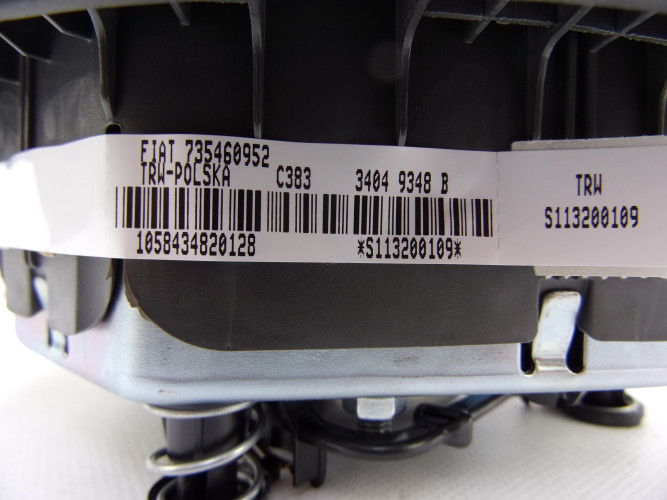 FIAT 735460952
TRW-POLSKA C383 3404 9348 B
1058434820128 *S113200109*
TRW
S113200109